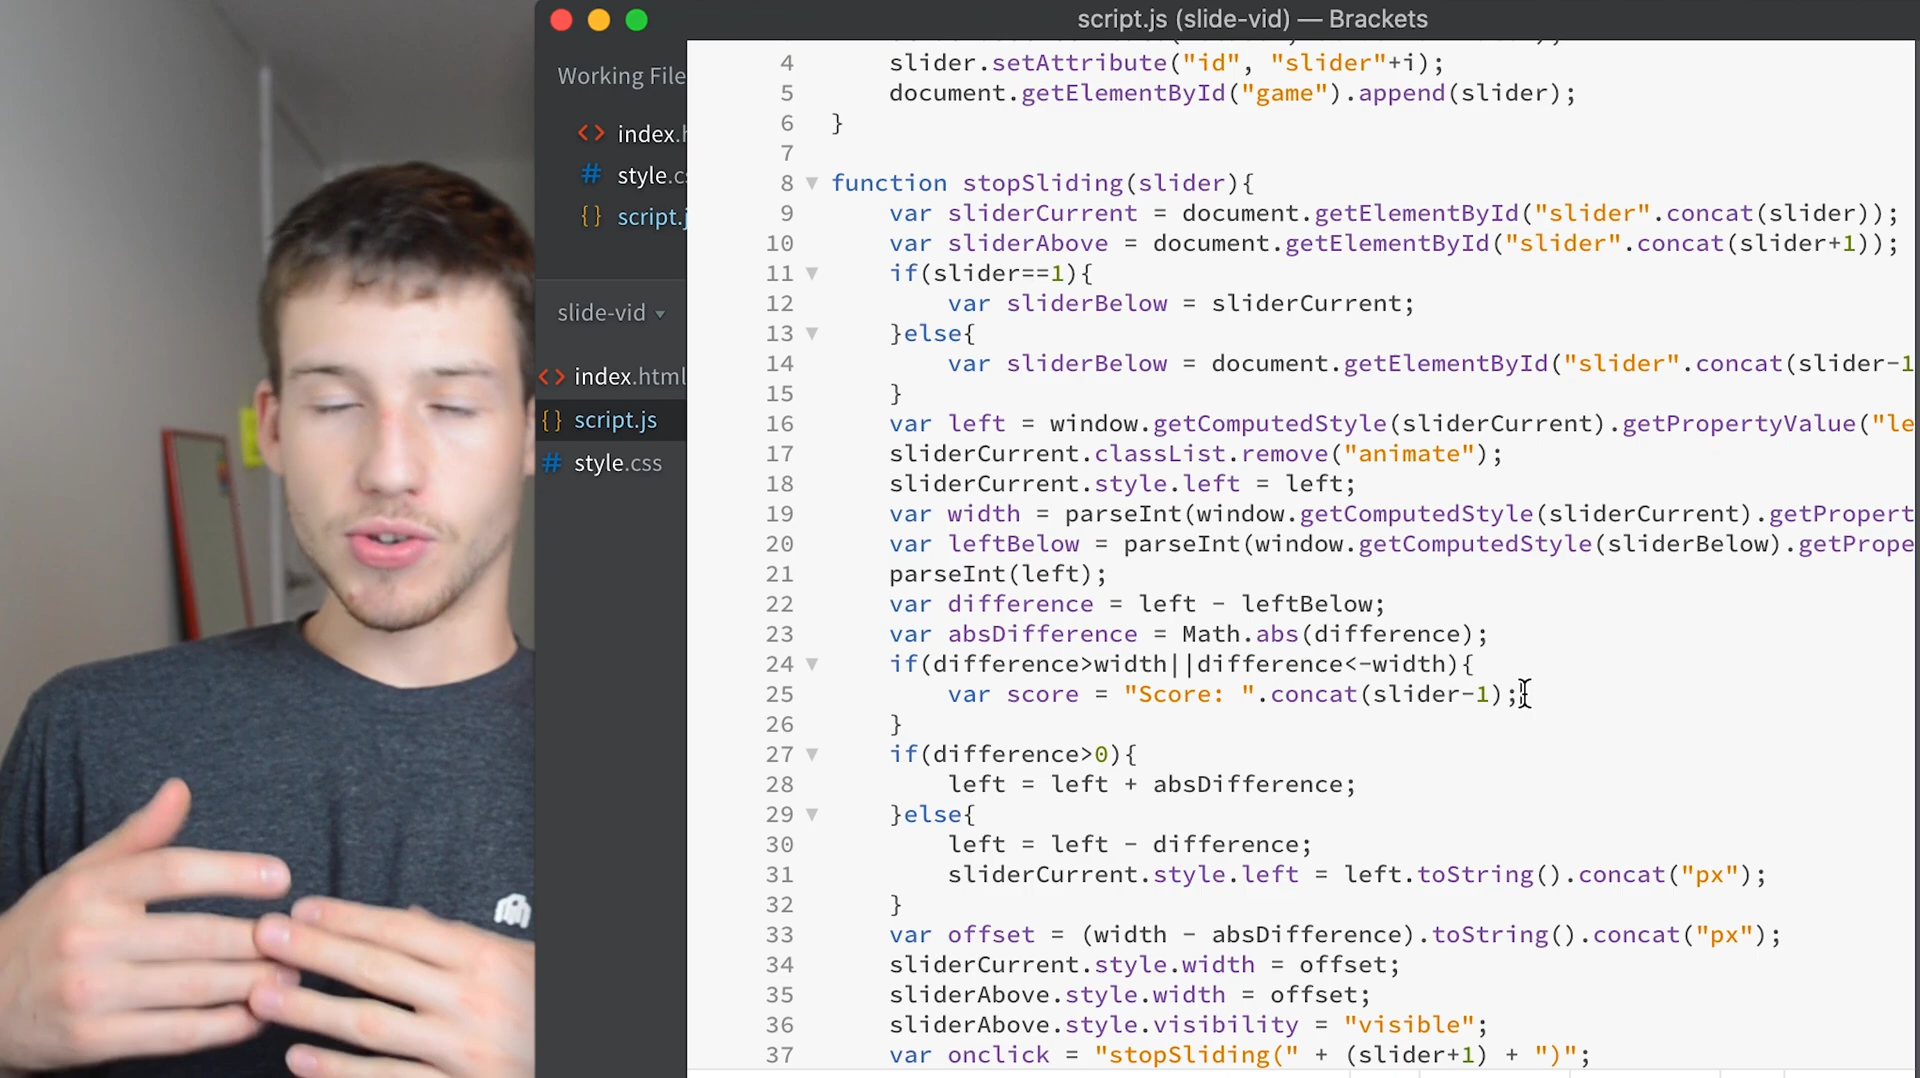 script.js (slide-vid) — Brackets
Working File
index.h
style.cs
script.j
slide-vid
index.html
script.js
style.css
4 slider.setAttribute("id", "slider"+i);
5 document.getElementById("game").append(slider);
6 }
7
8 function stopSliding(slider){
9 var sliderCurrent = document.getElementById("slider".concat(slider));
10 var sliderAbove = document.getElementById("slider".concat(slider+1));
11 if(slider==1){
12 var sliderBelow = sliderCurrent;
13 }else{
14 var sliderBelow = document.getElementById("slider".concat(slider-1
15 }
16 var left = window.getComputedStyle(sliderCurrent).getPropertyValue("le
17 sliderCurrent.classList.remove("animate");
18 sliderCurrent.style.left = left;
19 var width = parseInt(window.getComputedStyle(sliderCurrent).getPropert
20 var leftBelow = parseInt(window.getComputedStyle(sliderBelow).getPrope
21 parseInt(left);
22 var difference = left - leftBelow;
23 var absDifference = Math.abs(difference);
24 if(difference>width||difference<-width){
25 var score = "Score: ".concat(slider-1);
26 }
27 if(difference>0){
28 left = left + absDifference;
29 }else{
30 left = left - difference;
31 sliderCurrent.style.left = left.toString().concat("px");
32 }
33 var offset = (width - absDifference).toString().concat("px");
34 sliderCurrent.style.width = offset;
35 sliderAbove.style.width = offset;
36 sliderAbove.style.visibility = "visible";
37 var onclick = "stopSliding(" + (slider+1) + ")";